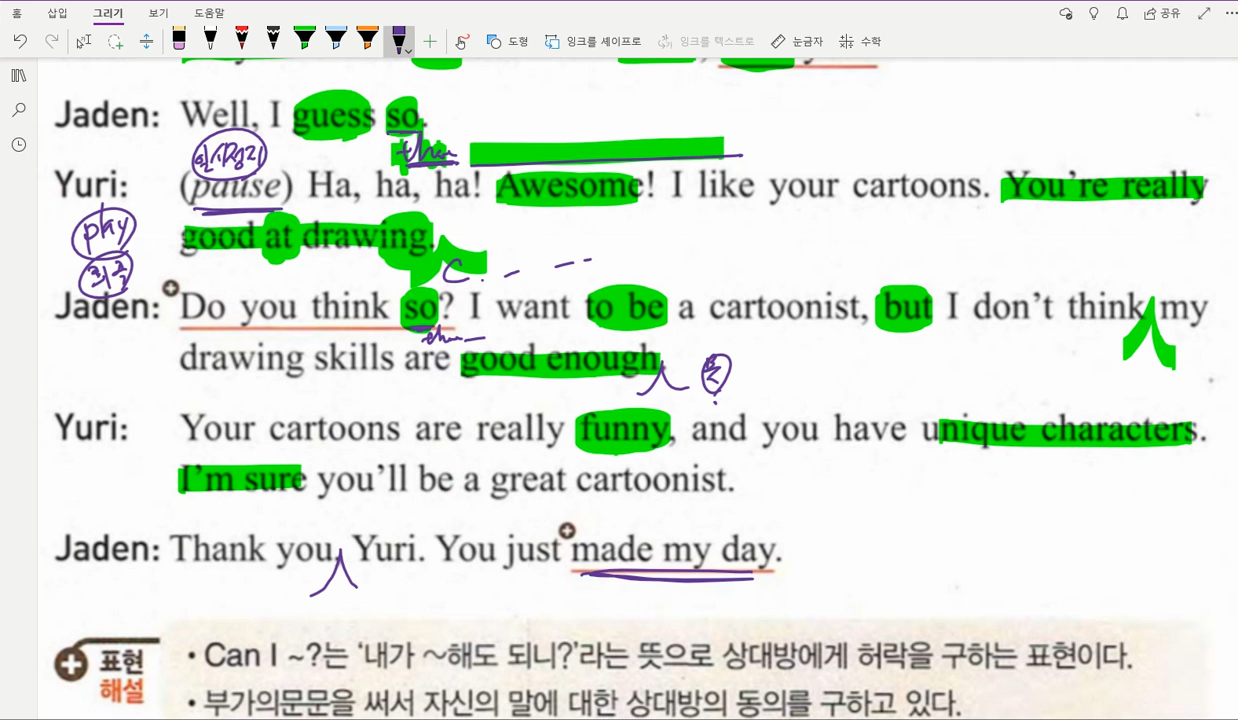 홈 삽입 그리기 보기 도움말 공유
도형 잉크를 셰이프로 잉크를 텍스트로 눈금자 수학
Jaden: Well, I guess so.
일시정지
Yuri: (pause) Ha, ha, ha! Awesome! I like your cartoons. You're really
play
good at drawing.
Jaden: Do you think so? I want to be a cartoonist, but I don't think my
drawing skills are good enough.
Yuri: Your cartoons are really funny, and you have unique characters.
I'm sure you'll be a great cartoonist.
Jaden: Thank you, Yuri. You just made my day.
표현 • Can I ~?는 '내가 ~해도 되니?'라는 뜻으로 상대방에게 허락을 구하는 표현이다.
해설 • 부가의문문을 써서 자신의 말에 대한 상대방의 동의를 구하고 있다.